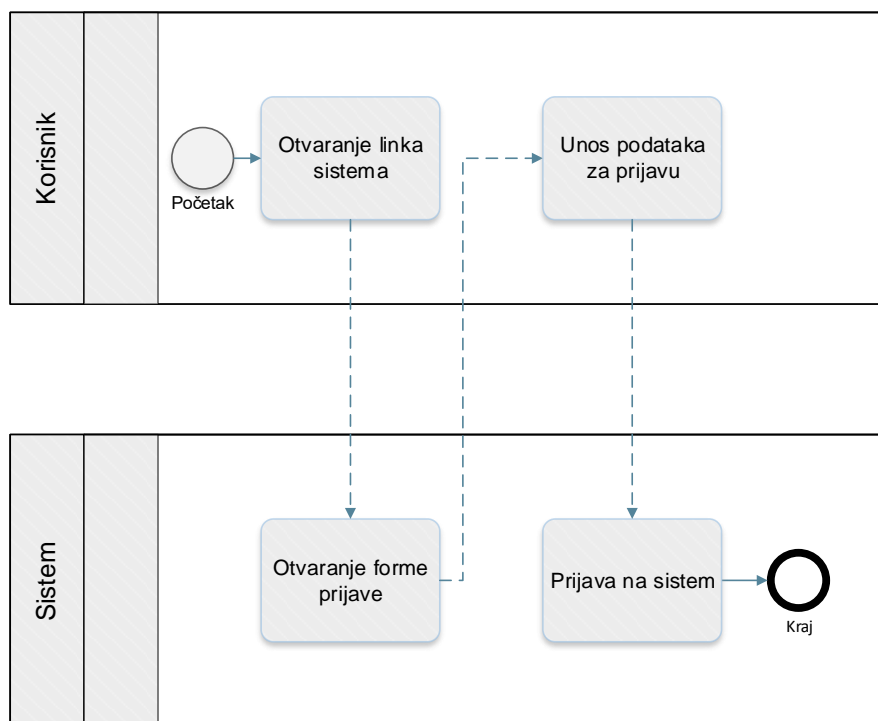 Korisnik
Početak
Otvaranje linka
sistema
Unos podataka
za prijavu
Sistem
Otvaranje forme
prijave
Prijava na sistem
Kraj